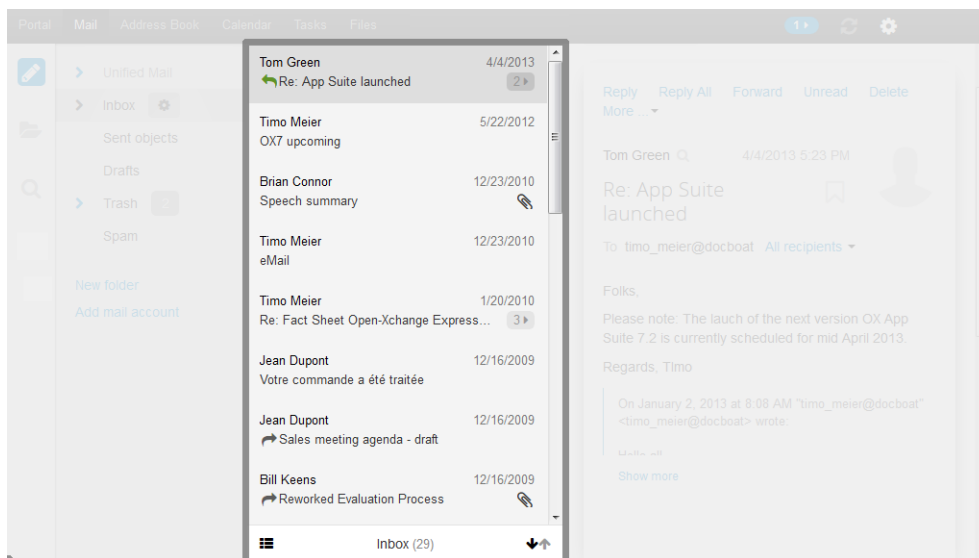 Portal Mail Address Book Calendar Tasks Files 1
Unified Mail
Inbox
Sent objects
Drafts
Trash 2
Spam
New folder
Add mail account
Tom Green 4/4/2013
Re: App Suite launched 2
Timo Meier 5/22/2012
OX7 upcoming
Brian Connor 12/23/2010
Speech summary
Timo Meier 12/23/2010
eMail
Timo Meier 1/20/2010
Re: Fact Sheet Open-Xchange Express... 3
Jean Dupont 12/16/2009
Votre commande a été traitée
Jean Dupont 12/16/2009
Sales meeting agenda - draft
Bill Keens 12/16/2009
Reworked Evaluation Process
Inbox (29)
Reply Reply All Forward Unread Delete
More ...
Tom Green 4/4/2013 5:23 PM
Re: App Suite
launched
To timo_meier@docboat All recipients
Folks,
Please note: The lauch of the next version OX App
Suite 7.2 is currently scheduled for mid April 2013.
Regards, Timo
On January 2, 2013 at 8:08 AM "timo_meier@docboat"
<timo_meier@docboat> wrote:
Hello all
Show more